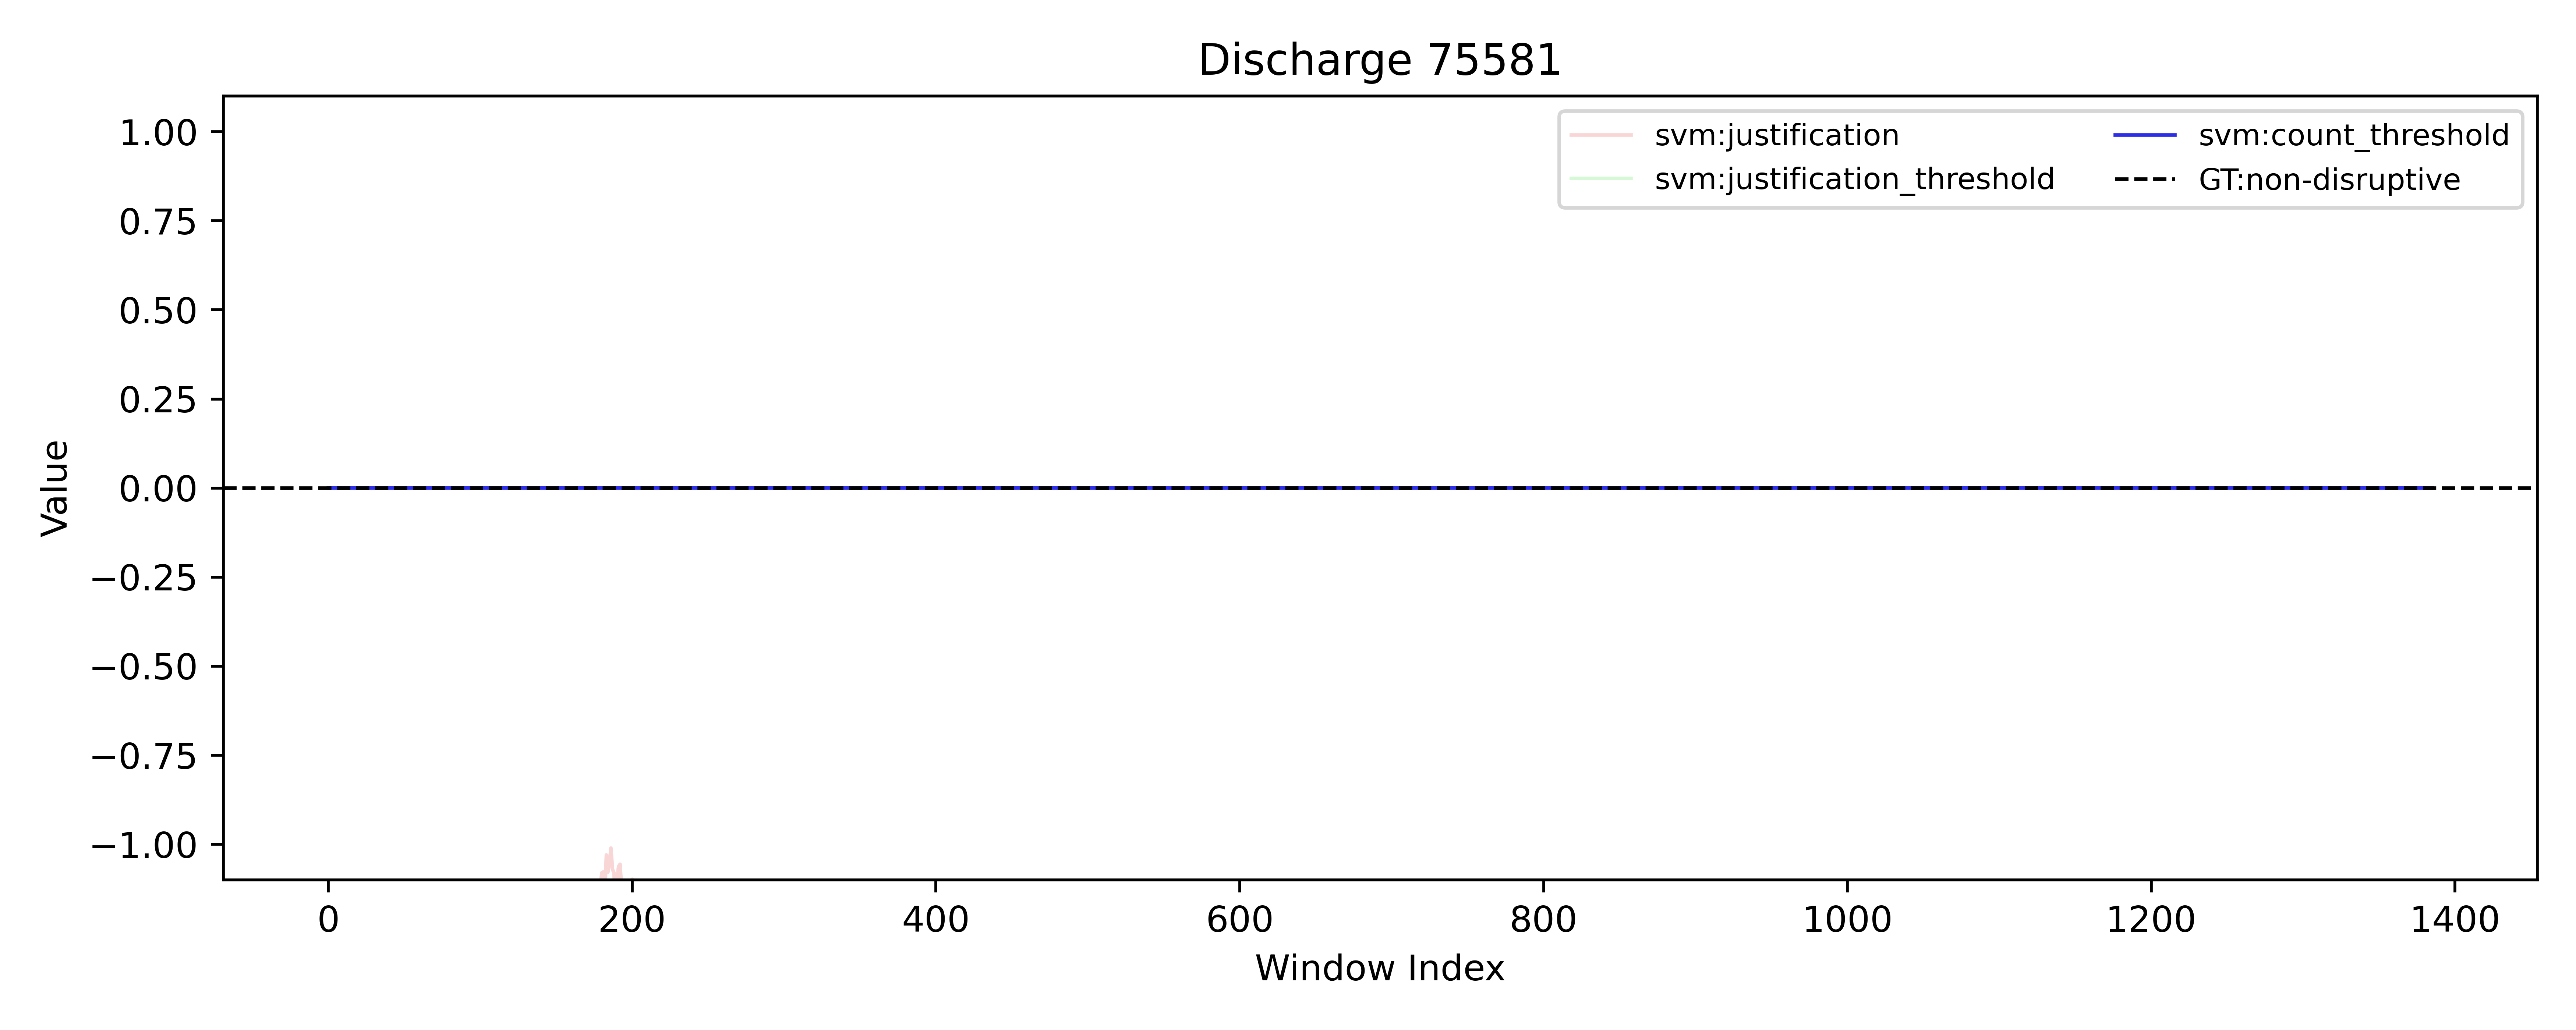 Discharge 75581
1.00
0.75
0.50
0.25
0.00
−0.25
−0.50
−0.75
−1.00
Value
svm:justification
svm:justification_threshold
svm:count_threshold
GT:non-disruptive
0 200 400 600 800 1000 1200 1400
Window Index